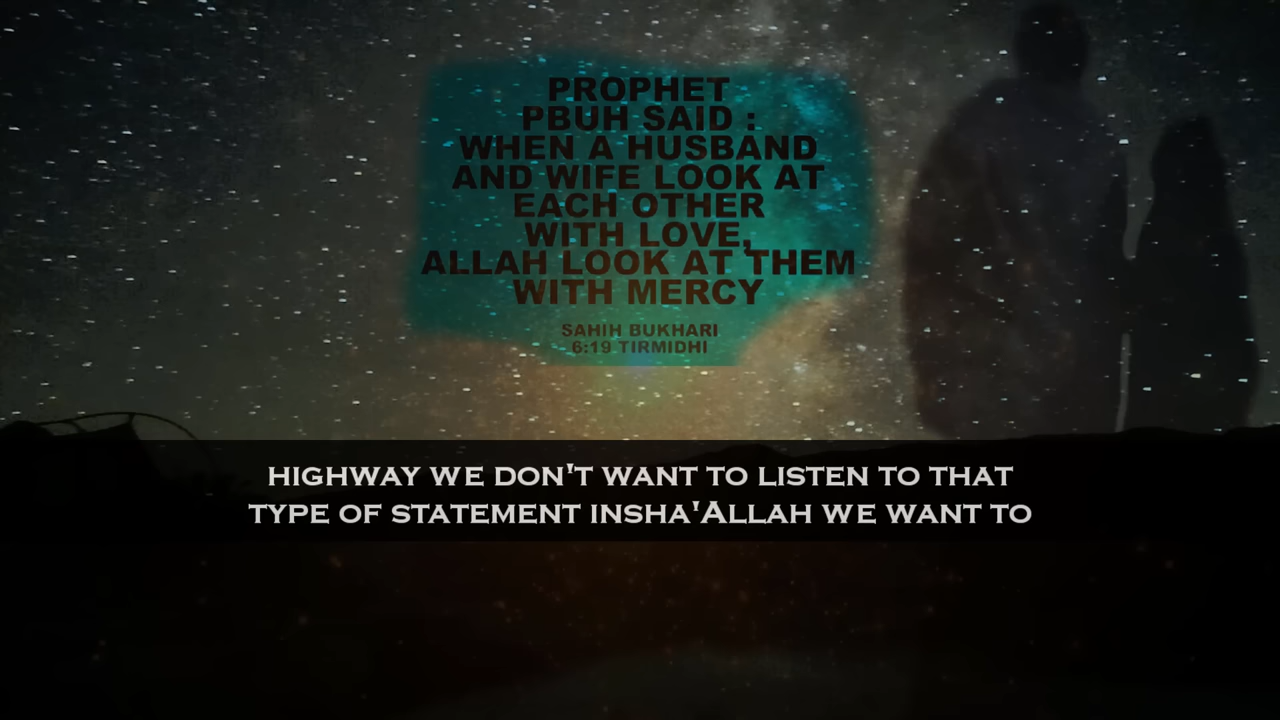 PROPHET
PBUH SAID :
WHEN A HUSBAND
AND WIFE LOOK AT
EACH OTHER
WITH LOVE,
ALLAH LOOK AT THEM
WITH MERCY
SAHIH BUKHARI
6:19 TIRMIDHI
HIGHWAY WE DON'T WANT TO LISTEN TO THAT
TYPE OF STATEMENT INSHA'ALLAH WE WANT TO